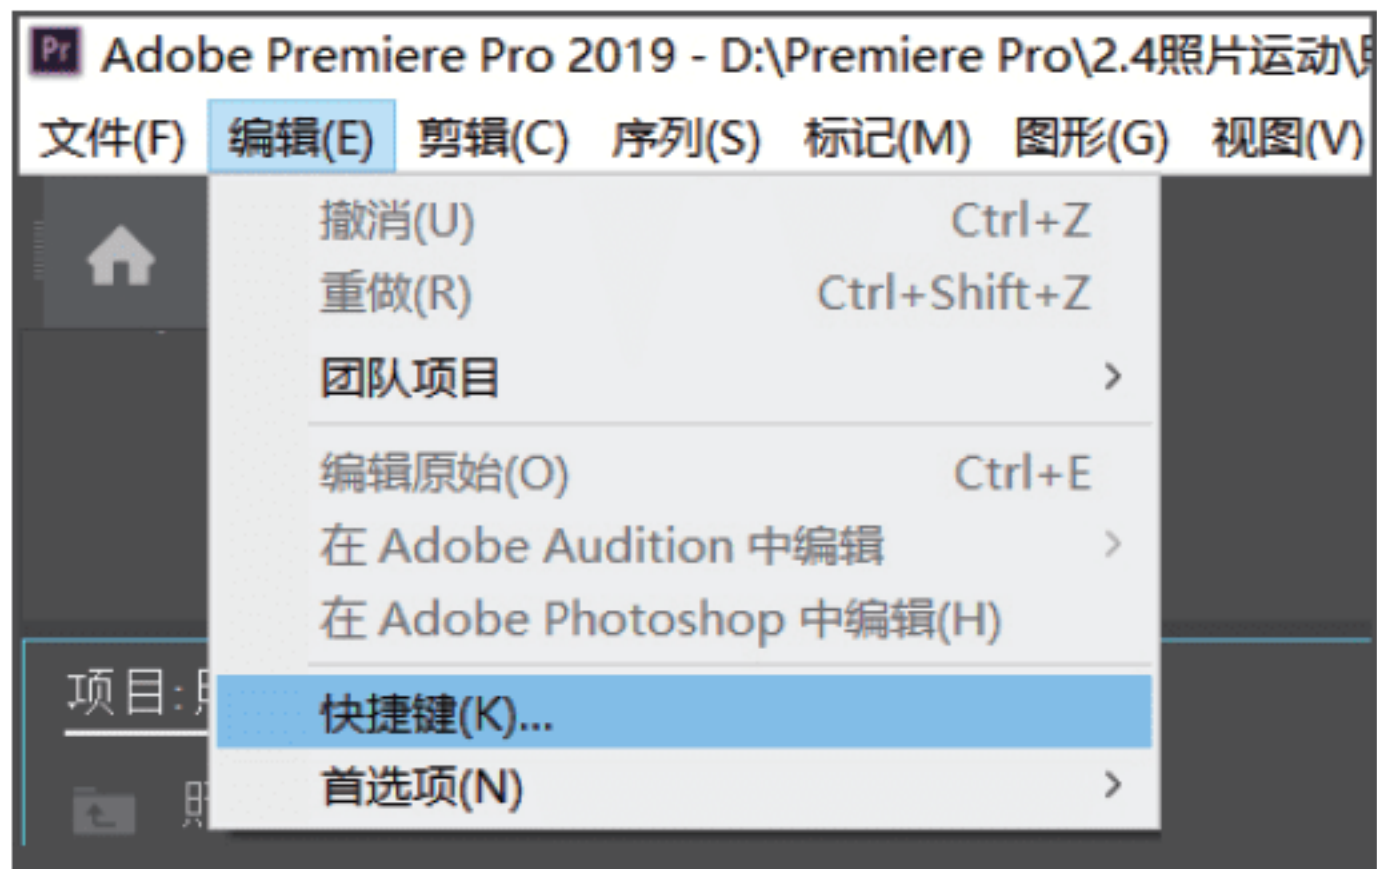 Pr Adobe Premiere Pro 2019 - D:\Premiere Pro\2.4照片运动\
文件(F) 编辑(E) 剪辑(C) 序列(S) 标记(M) 图形(G) 视图(V)
撤消(U) Ctrl+Z
重做(R) Ctrl+Shift+Z
团队项目
编辑原始(O) Ctrl+E
在 Adobe Audition 中编辑
在 Adobe Photoshop 中编辑(H)
项目:
快捷键(K)...
首选项(N)